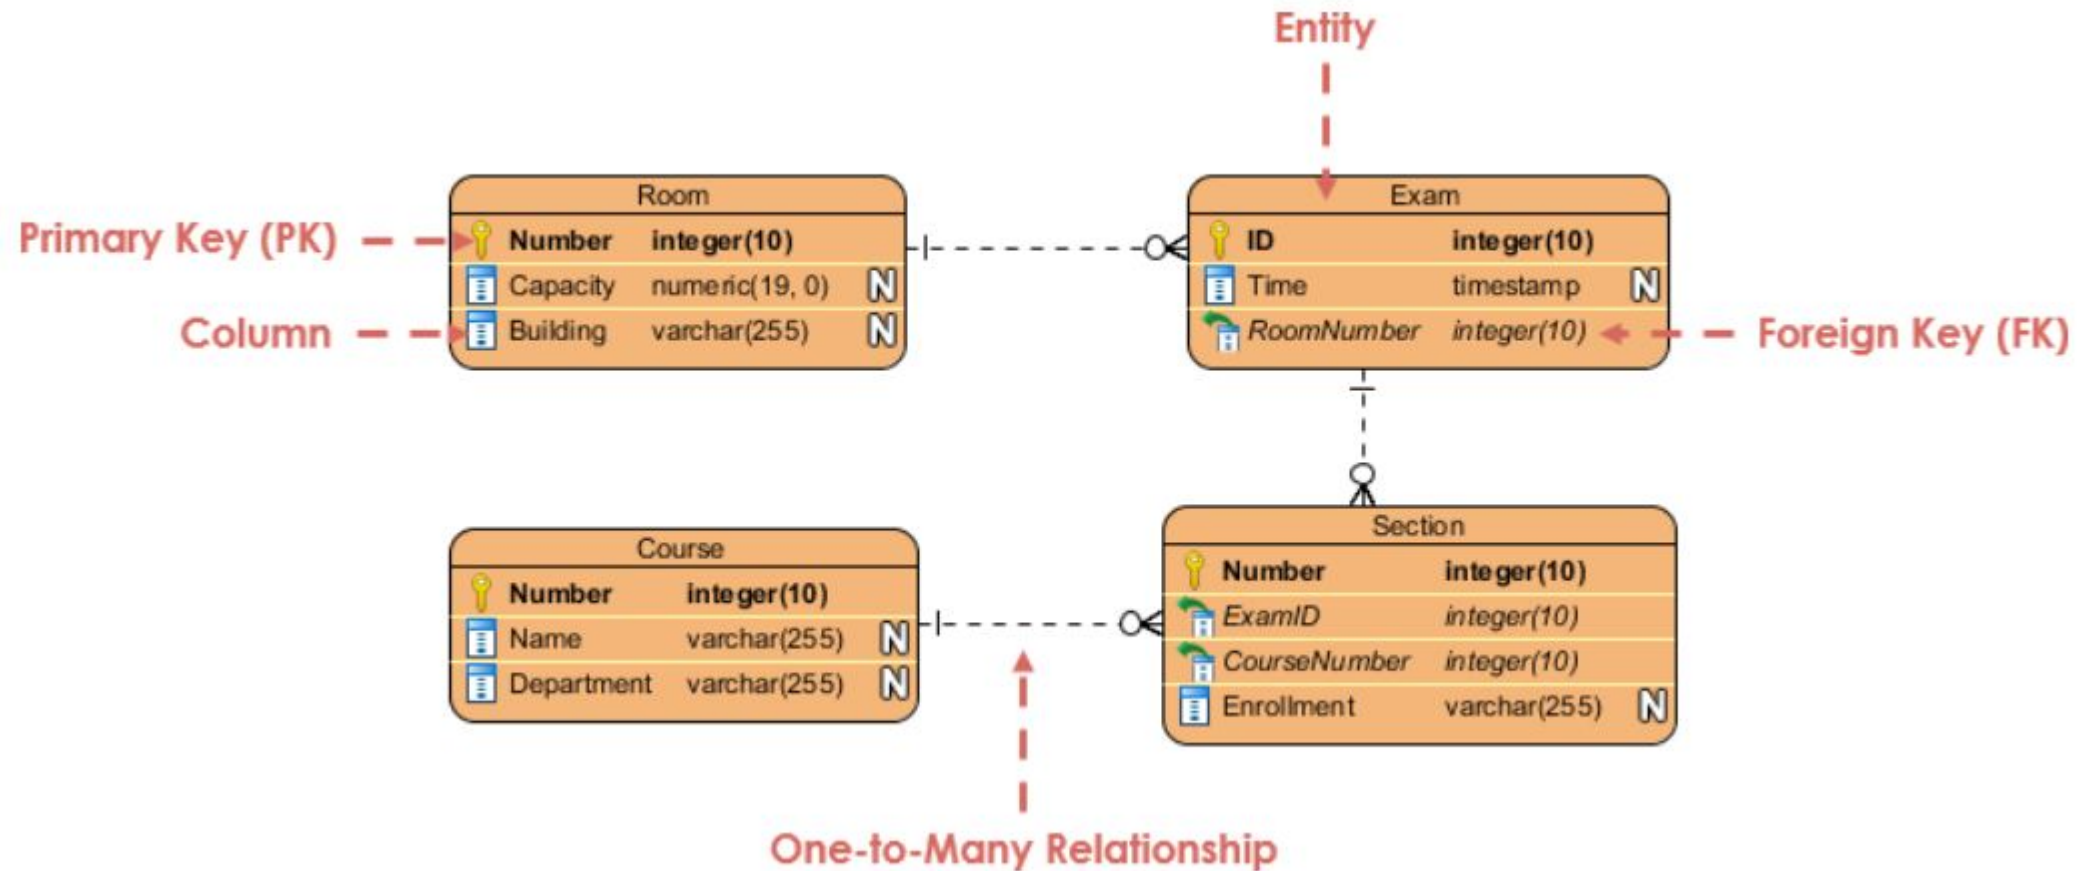 Entity
Room
Primary Key (PK)
Number integer(10)
Capacity numeric(19, 0) N
Column
Building varchar(255) N
Exam
ID integer(10)
Time timestamp N
RoomNumber integer(10)
Foreign Key (FK)
Course
Number integer(10)
Name varchar(255) N
Department varchar(255) N
Section
Number integer(10)
ExamID integer(10)
CourseNumber integer(10)
Enrollment varchar(255) N
One-to-Many Relationship